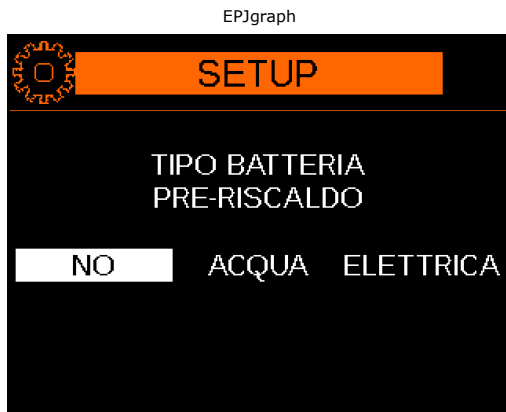 EPJgraph
SETUP
TIPO BATTERIA
PRE-RISCALDO
NO ACQUA ELETTRICA